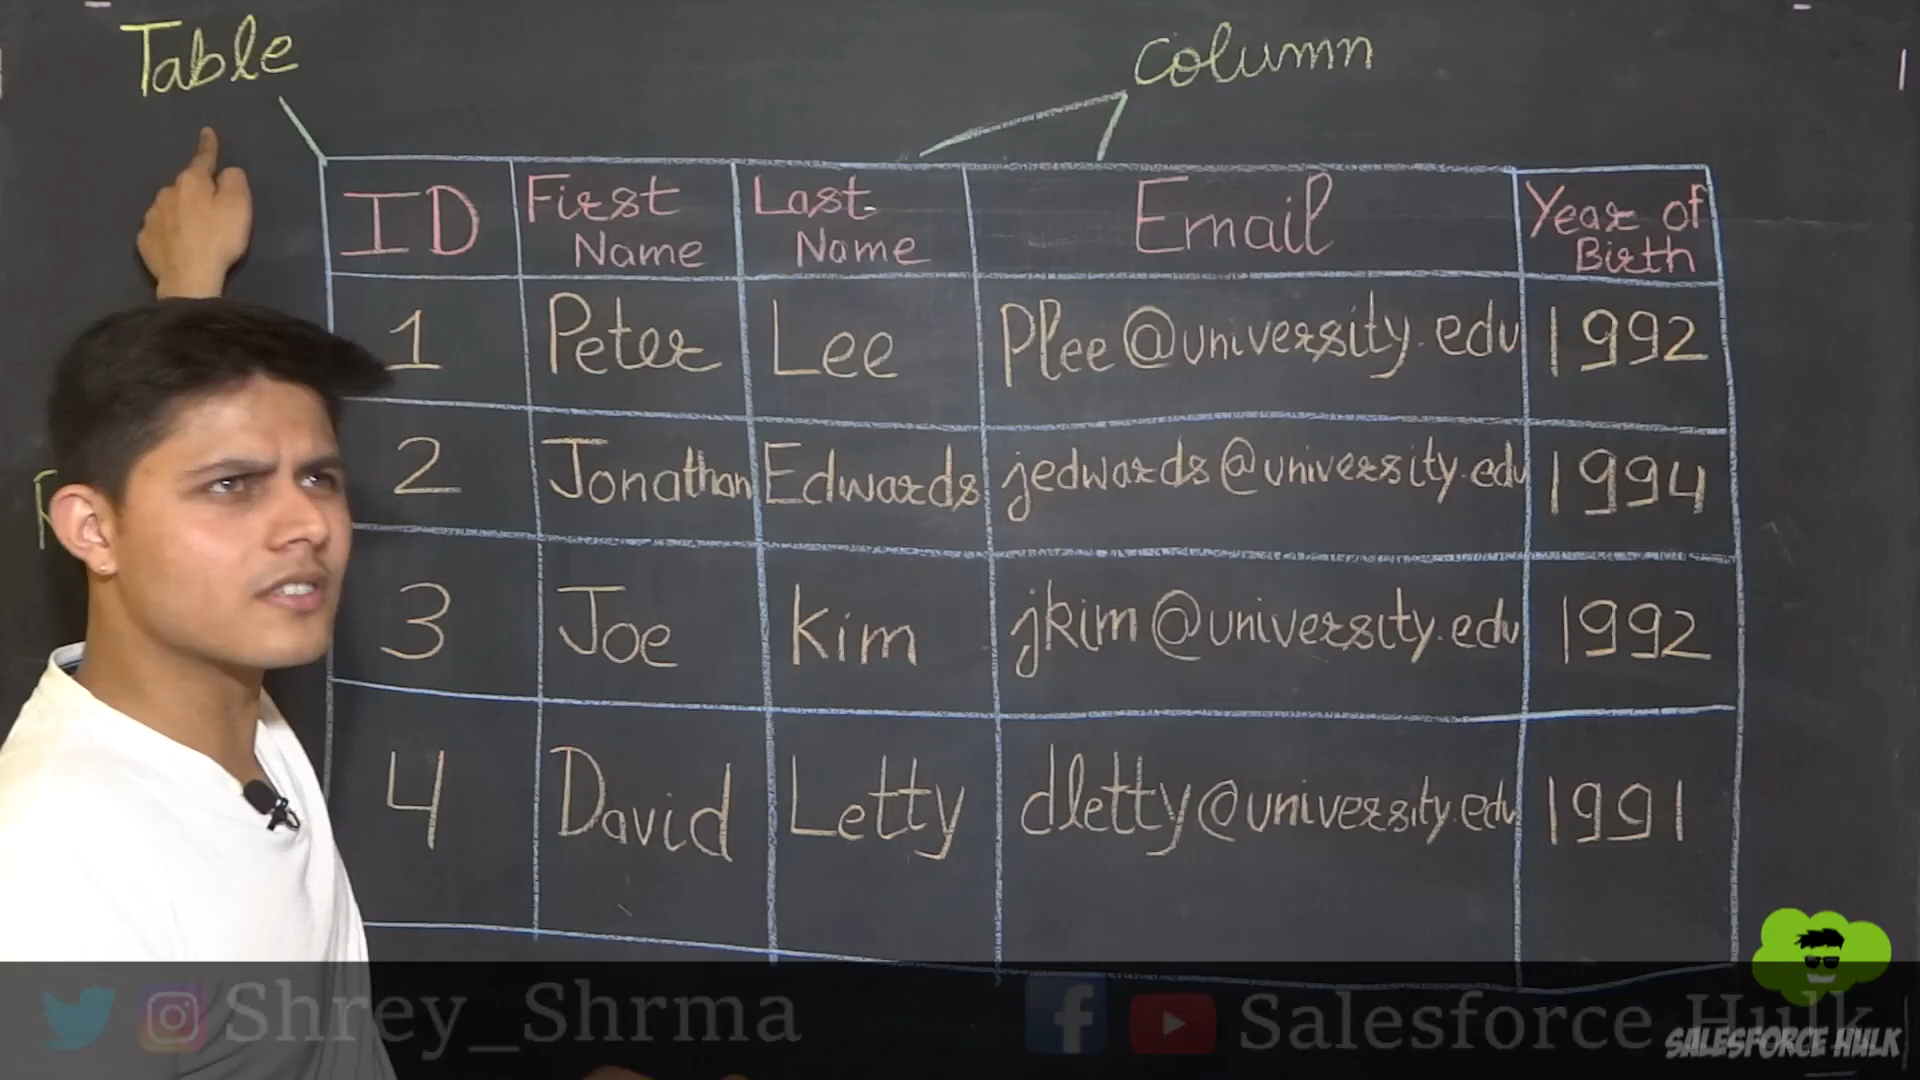 Table
Column
ID
First
Name
Last
Name
Email
Year of
Birth
1
Peter
Lee
Plee@university.edu
1992
2
Jonathan
Edwards
jedwards@university.edu
1994
3
Joe
Kim
jkim@university.edu
1992
4
David
Letty
dletty@university.edu
1991
Shrey_Shrma
Salesforce Hulk
SALESFORCE HULK